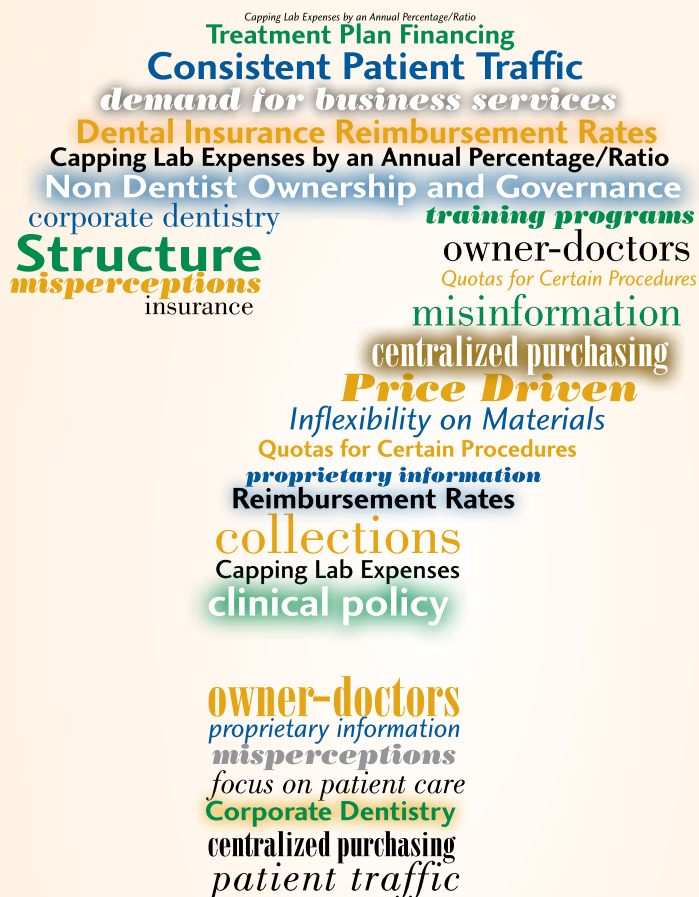 Capping Lab Expenses by an Annual Percentage/Ratio
Treatment Plan Financing
Consistent Patient Traffic
demand for business services
Dental Insurance Reimbursement Rates
Capping Lab Expenses by an Annual Percentage/Ratio
Non Dentist Ownership and Governance
corporate dentistry
training programs
Structure
owner-doctors
misperceptions
Quotas for Certain Procedures
insurance
misinformation
centralized purchasing
Price Driven
Inflexibility on Materials
Quotas for Certain Procedures
proprietary information
Reimbursement Rates
collections
Capping Lab Expenses
clinical policy
owner-doctors
proprietary information
misperceptions
focus on patient care
Corporate Dentistry
centralized purchasing
patient traffic